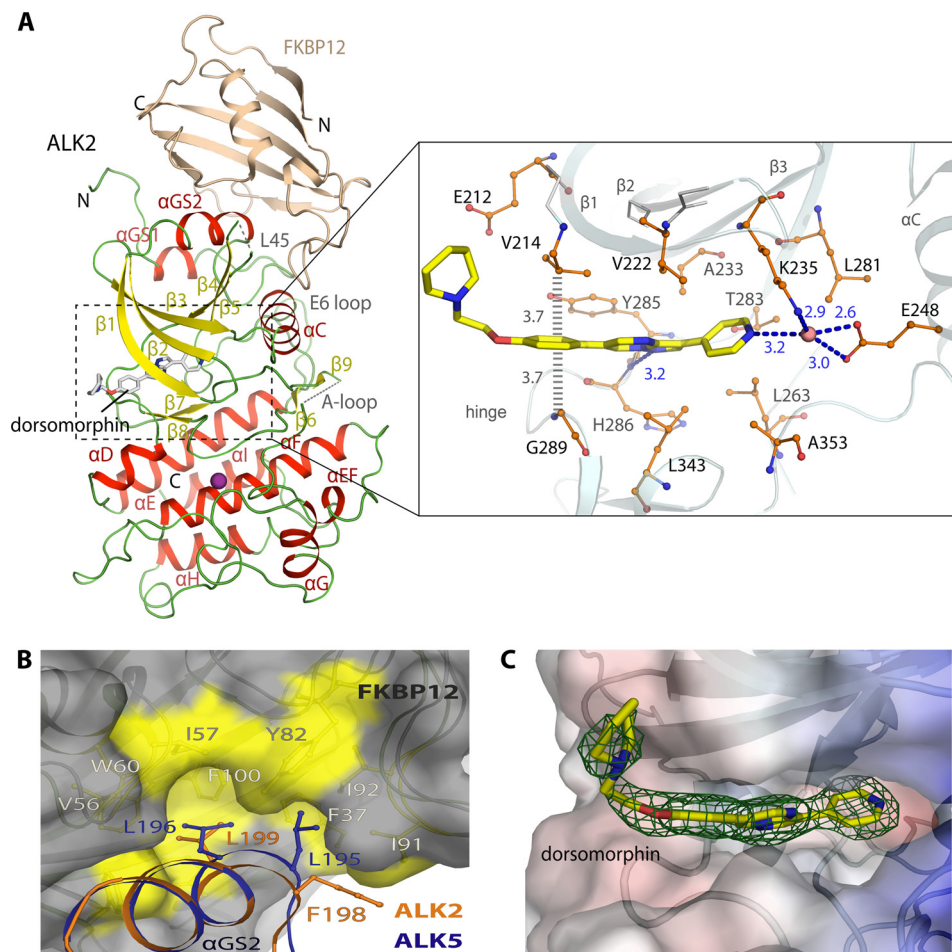 A
FKBP12
C
N
ALK2
N
αGS2
αGS1
L45
β4
β3
β5
β1
E6 loop
αC
β2
β9
dorsomorphin
β7
A-loop
β6
β8
αF
αD
αI
αEF
C
αE
αH
αG
E212
β1
β2
β3
αC
V214
V222
A233
K235
L281
Y285
T283
E248
3.7
2.9
2.6
3.2
3.0
3.7
3.2
hinge
L263
H286
G289
L343
A353
B
FKBP12
I57
Y82
W60
F100
I92
V56
F37
L196
L199
I91
L195
F198
ALK2
αGS2
ALK5
C
dorsomorphin